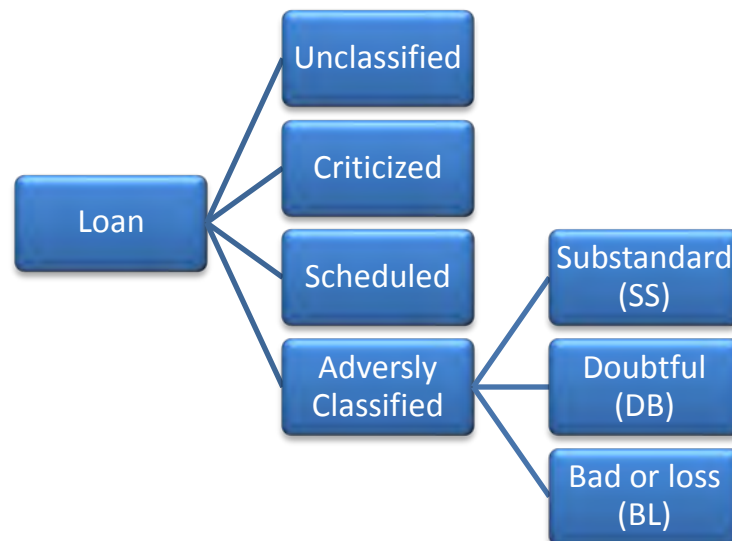 Loan
Unclassified
Criticized
Scheduled
Adversly
Classified
Substandard
(SS)
Doubtful
(DB)
Bad or loss
(BL)